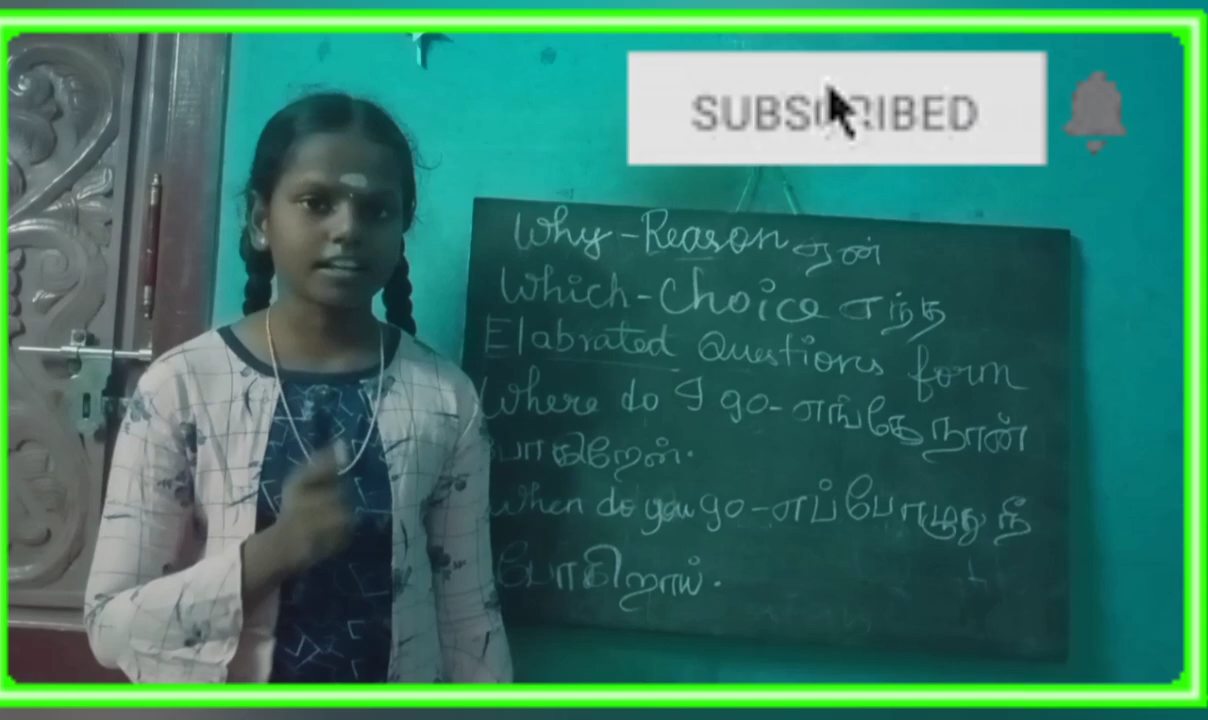 SUBSCRIBED
Why - Reason ஏன்
Which - Choice எந்த
Elabrated Questions form
Where do I go - எங்கே நான்
போகிறேன்.
When do you go - எப்போழுது நீ
போகிறாய்.